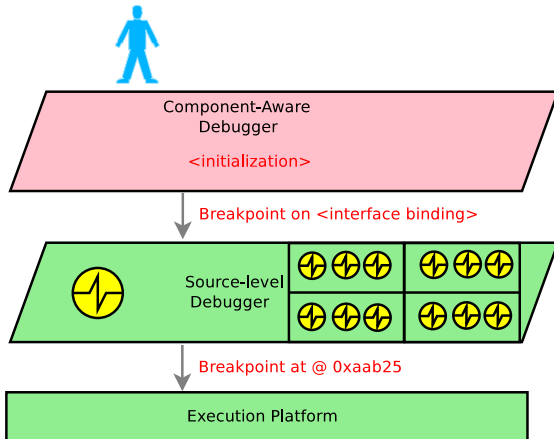 Component-Aware
Debugger
<initialization>
Breakpoint on <interface binding>
Source-level
Debugger
Breakpoint at @ 0xaab25
Execution Platform